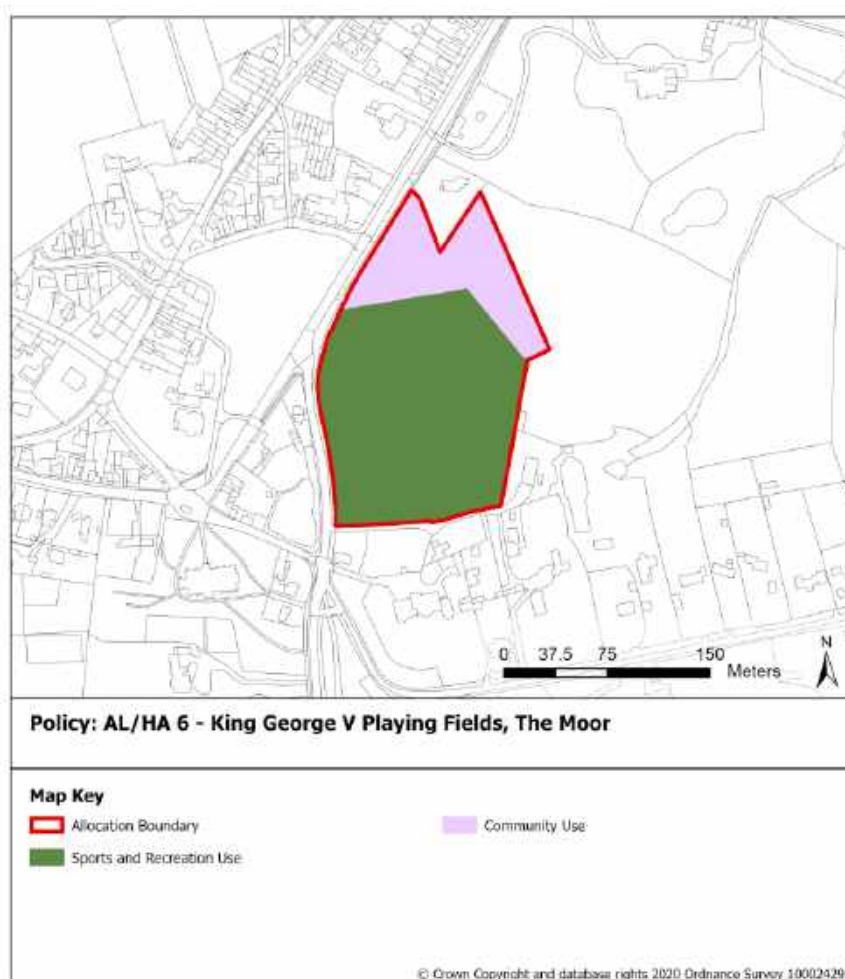 0 37.5 75 150
Meters
N
Policy: AL/HA 6 - King George V Playing Fields, The Moor
Map Key
Allocation Boundary
Community Use
Sports and Recreation Use
© Crown Copyright and database rights 2020 Ordnance Survey 10002429